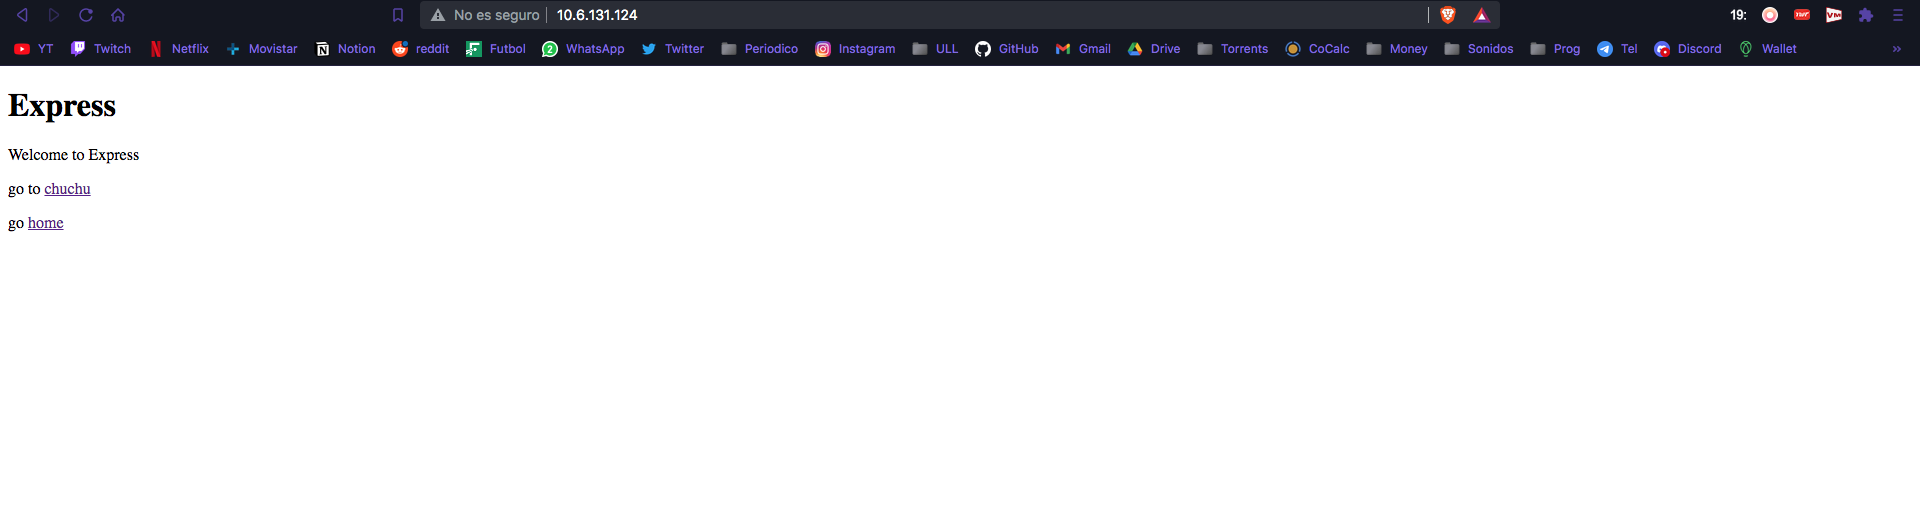 No es seguro 10.6.131.124 19:
YT Twitch Netflix Movistar Notion reddit Futbol WhatsApp Twitter Periodico Instagram ULL GitHub Gmail Drive Torrents CoCalc Money Sonidos Prog Tel Discord Wallet »
Express
Welcome to Express
go to chuchu
go home